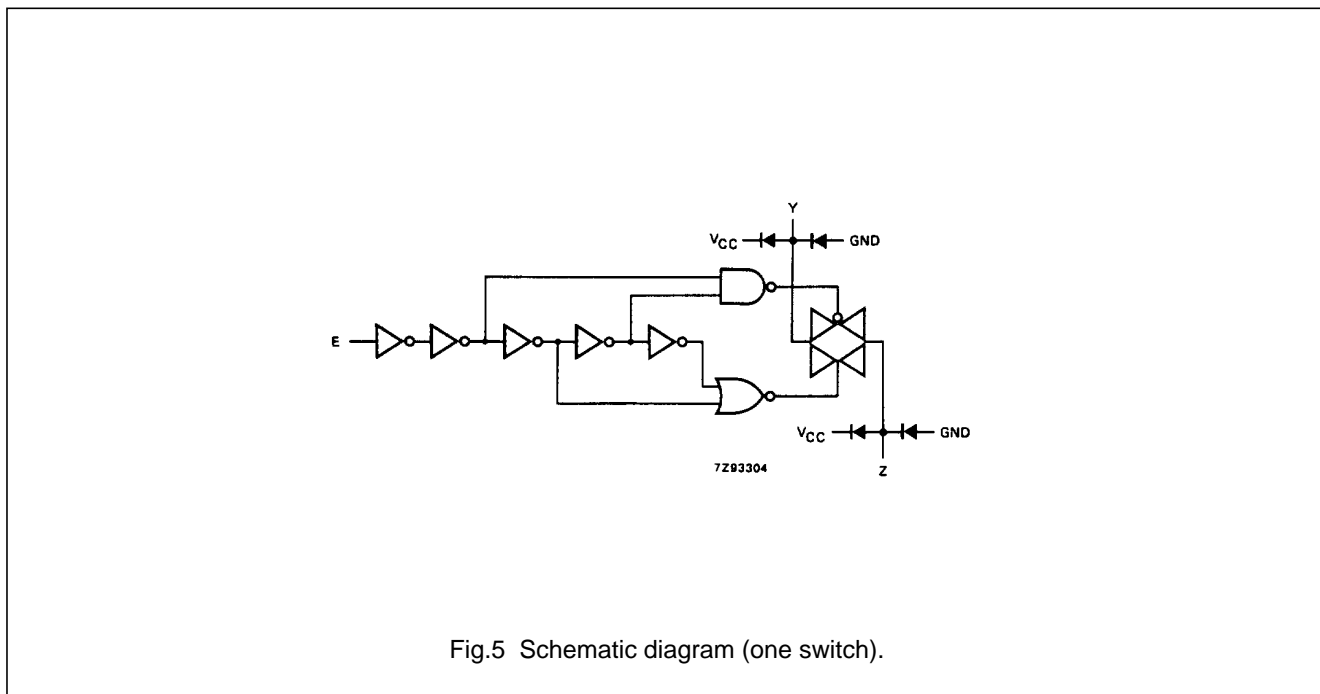 Y
VCC GND
E
VCC GND
7Z93304
Z
Fig.5 Schematic diagram (one switch).